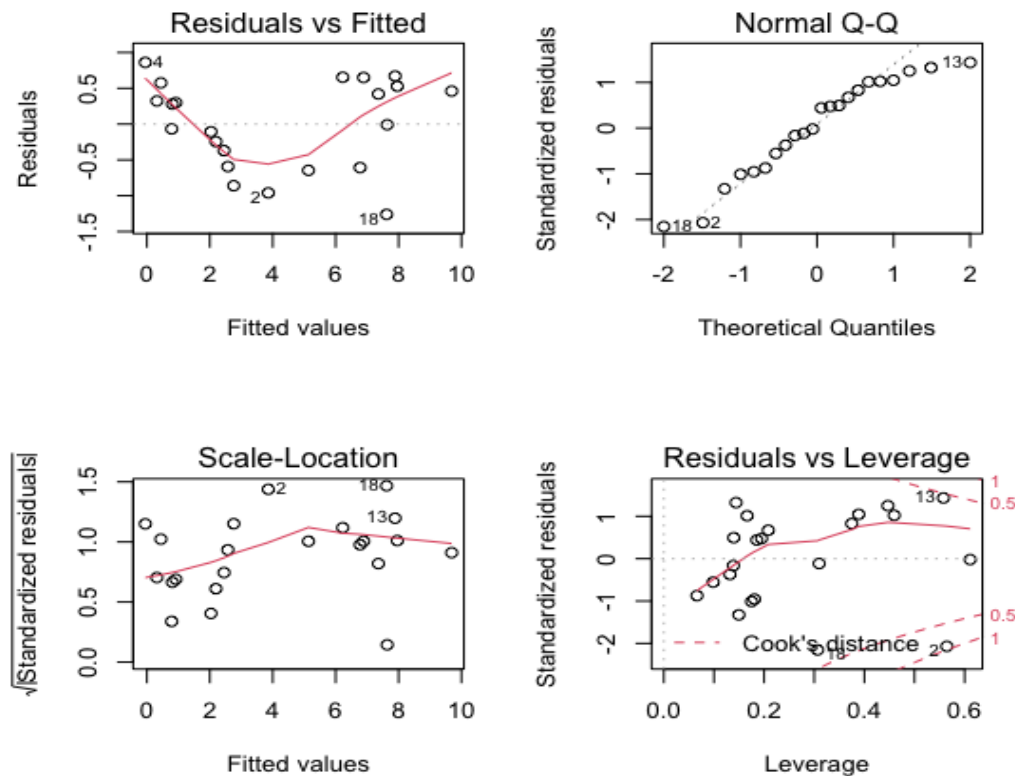 Residuals vs Fitted
Residuals
0.5
-0.5
-1.5
4
2
18
0 2 4 6 8 10
Fitted values
Normal Q-Q
Standardized residuals
1
0
-1
-2
13
18
2
-2 -1 0 1 2
Theoretical Quantiles
Scale-Location
√|Standardized residuals|
1.5
1.0
0.5
0.0
2
18
13
0 2 4 6 8 10
Fitted values
Residuals vs Leverage
Standardized residuals
1
0
-1
-2
13
1
0.5
0.5
1
Cook's distance
18
2
0.0 0.2 0.4 0.6
Leverage